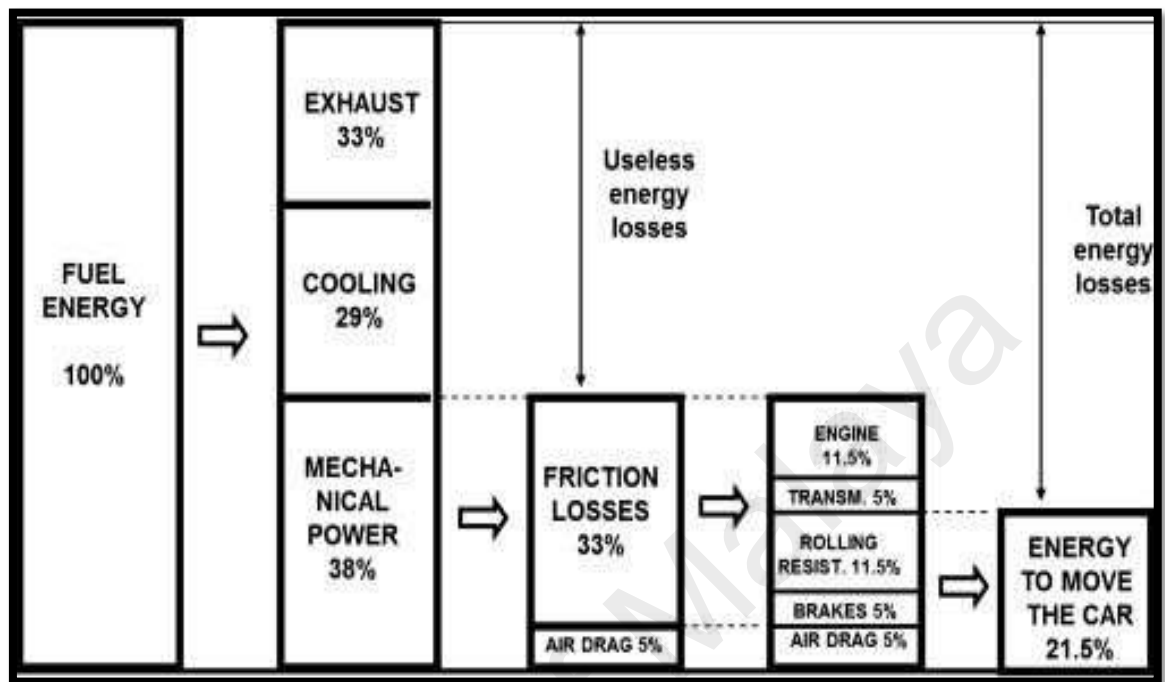 FUEL
ENERGY
100%
EXHAUST
33%
COOLING
29%
MECHA-
NICAL
POWER
38%
Useless
energy
losses
FRICTION
LOSSES
33%
AIR DRAG 5%
ENGINE
11.5%
TRANSM. 5%
ROLLING
RESIST. 11.5%
BRAKES 5%
AIR DRAG 5%
Total
energy
losses
ENERGY
TO MOVE
THE CAR
21.5%
Malaya